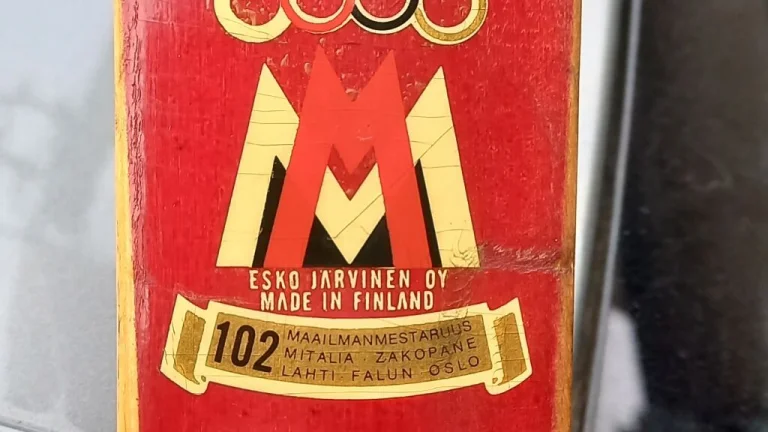 ESKO JÄRVINEN OY
MADE IN FINLAND
102
MAAILMANMESTARUUS
MITALIA · ZAKOPANE
LAHTI - FALUN OSLO